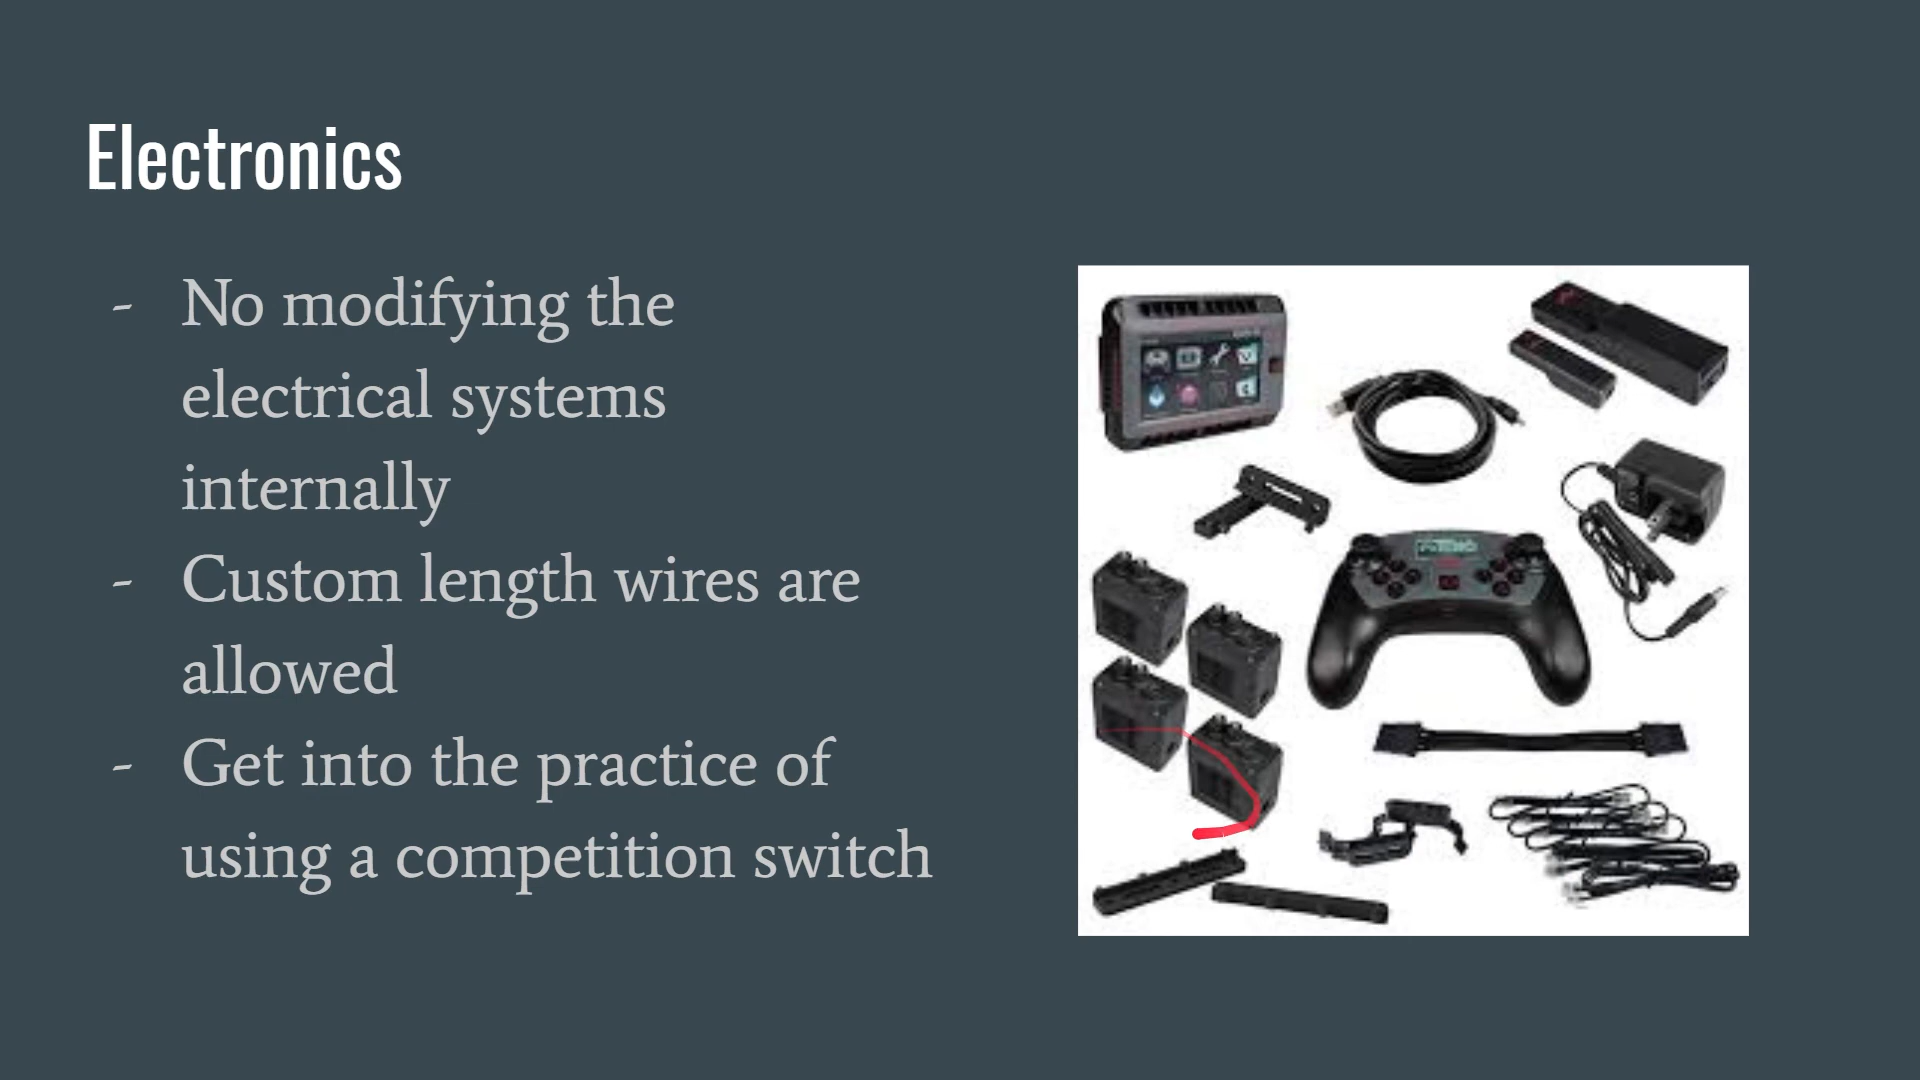 Electronics
- No modifying the
electrical systems
internally
- Custom length wires are
allowed
- Get into the practice of
using a competition switch